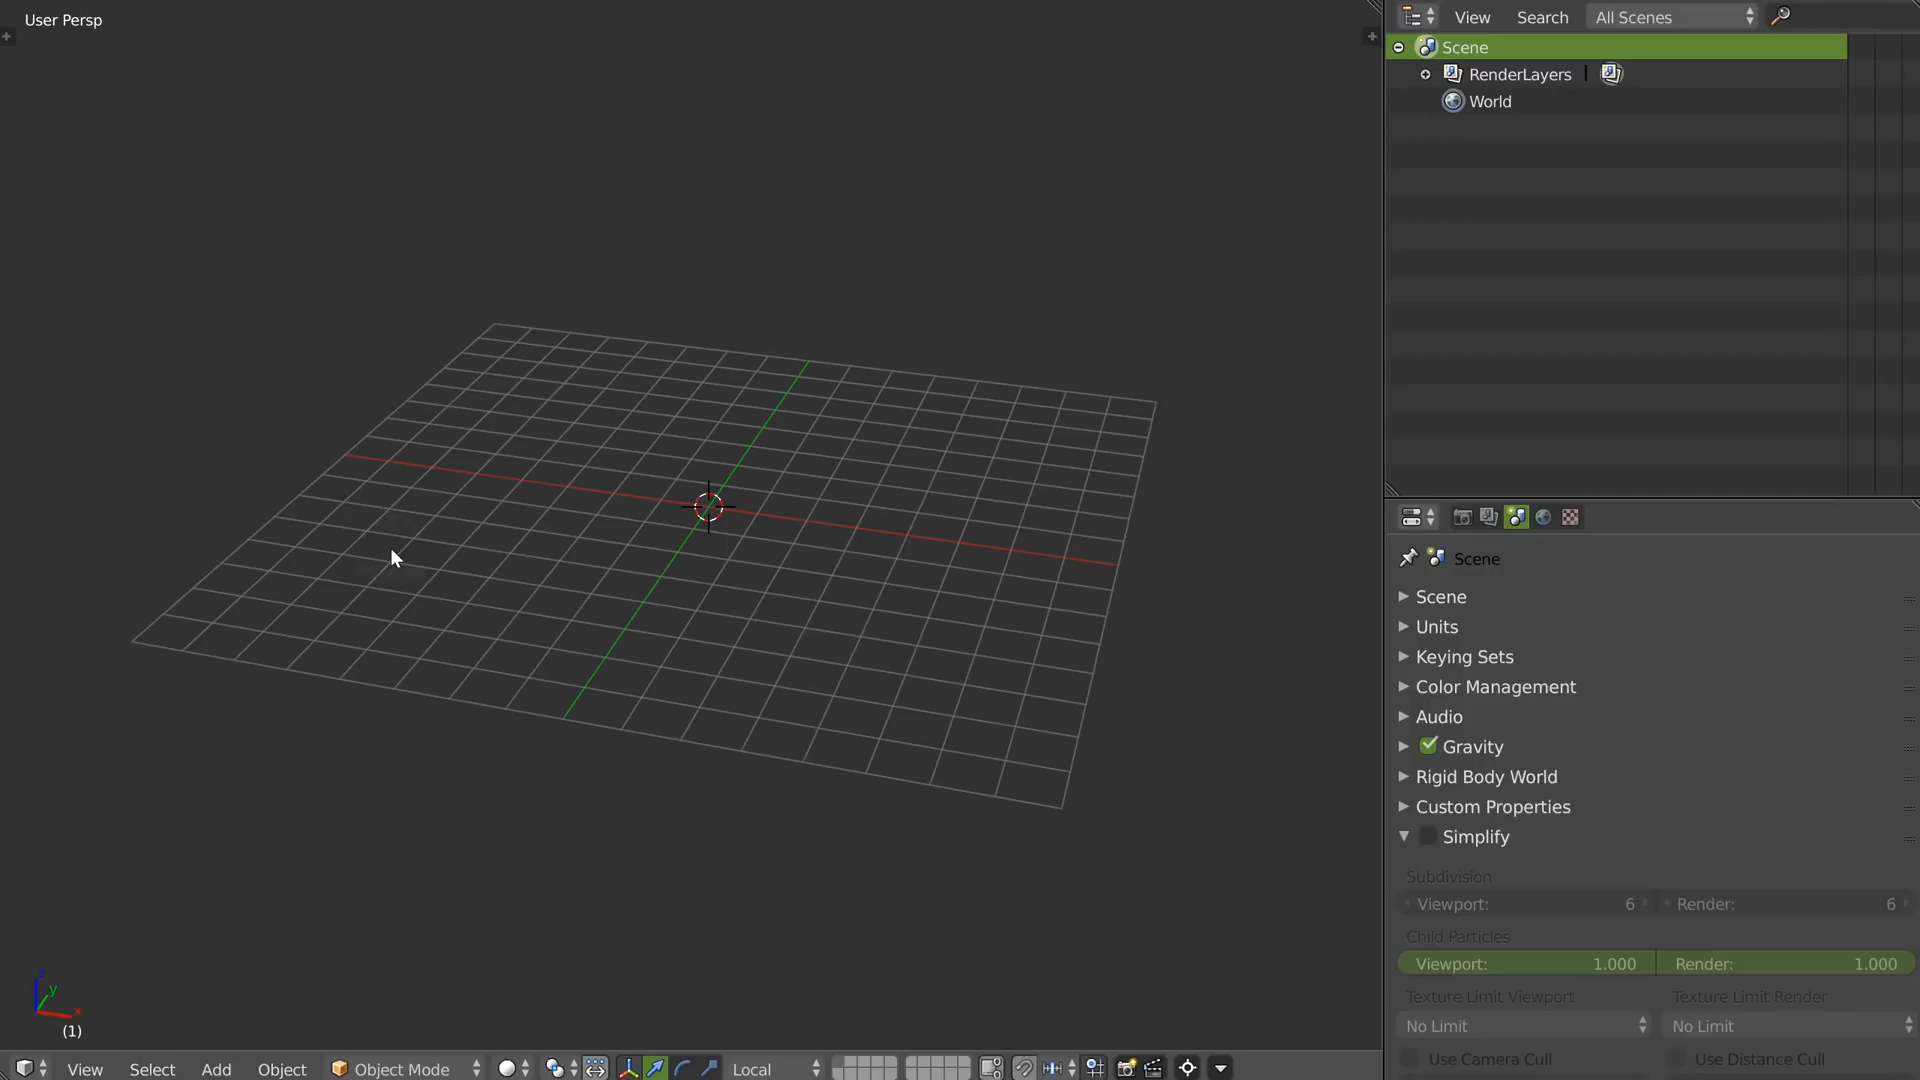 User Persp
View Search All Scenes
Scene
RenderLayers
World
Scene
Scene
Units
Keying Sets
Color Management
Audio
Gravity
Rigid Body World
Custom Properties
Simplify
Subdivision
Viewport: 6 Render: 6
Child Particles
Viewport: 1.000 Render: 1.000
Texture Limit Viewport Texture Limit Render
No Limit No Limit
Use Camera Cull Use Distance Cull
z
y
x
(1)
View Select Add Object Object Mode Local